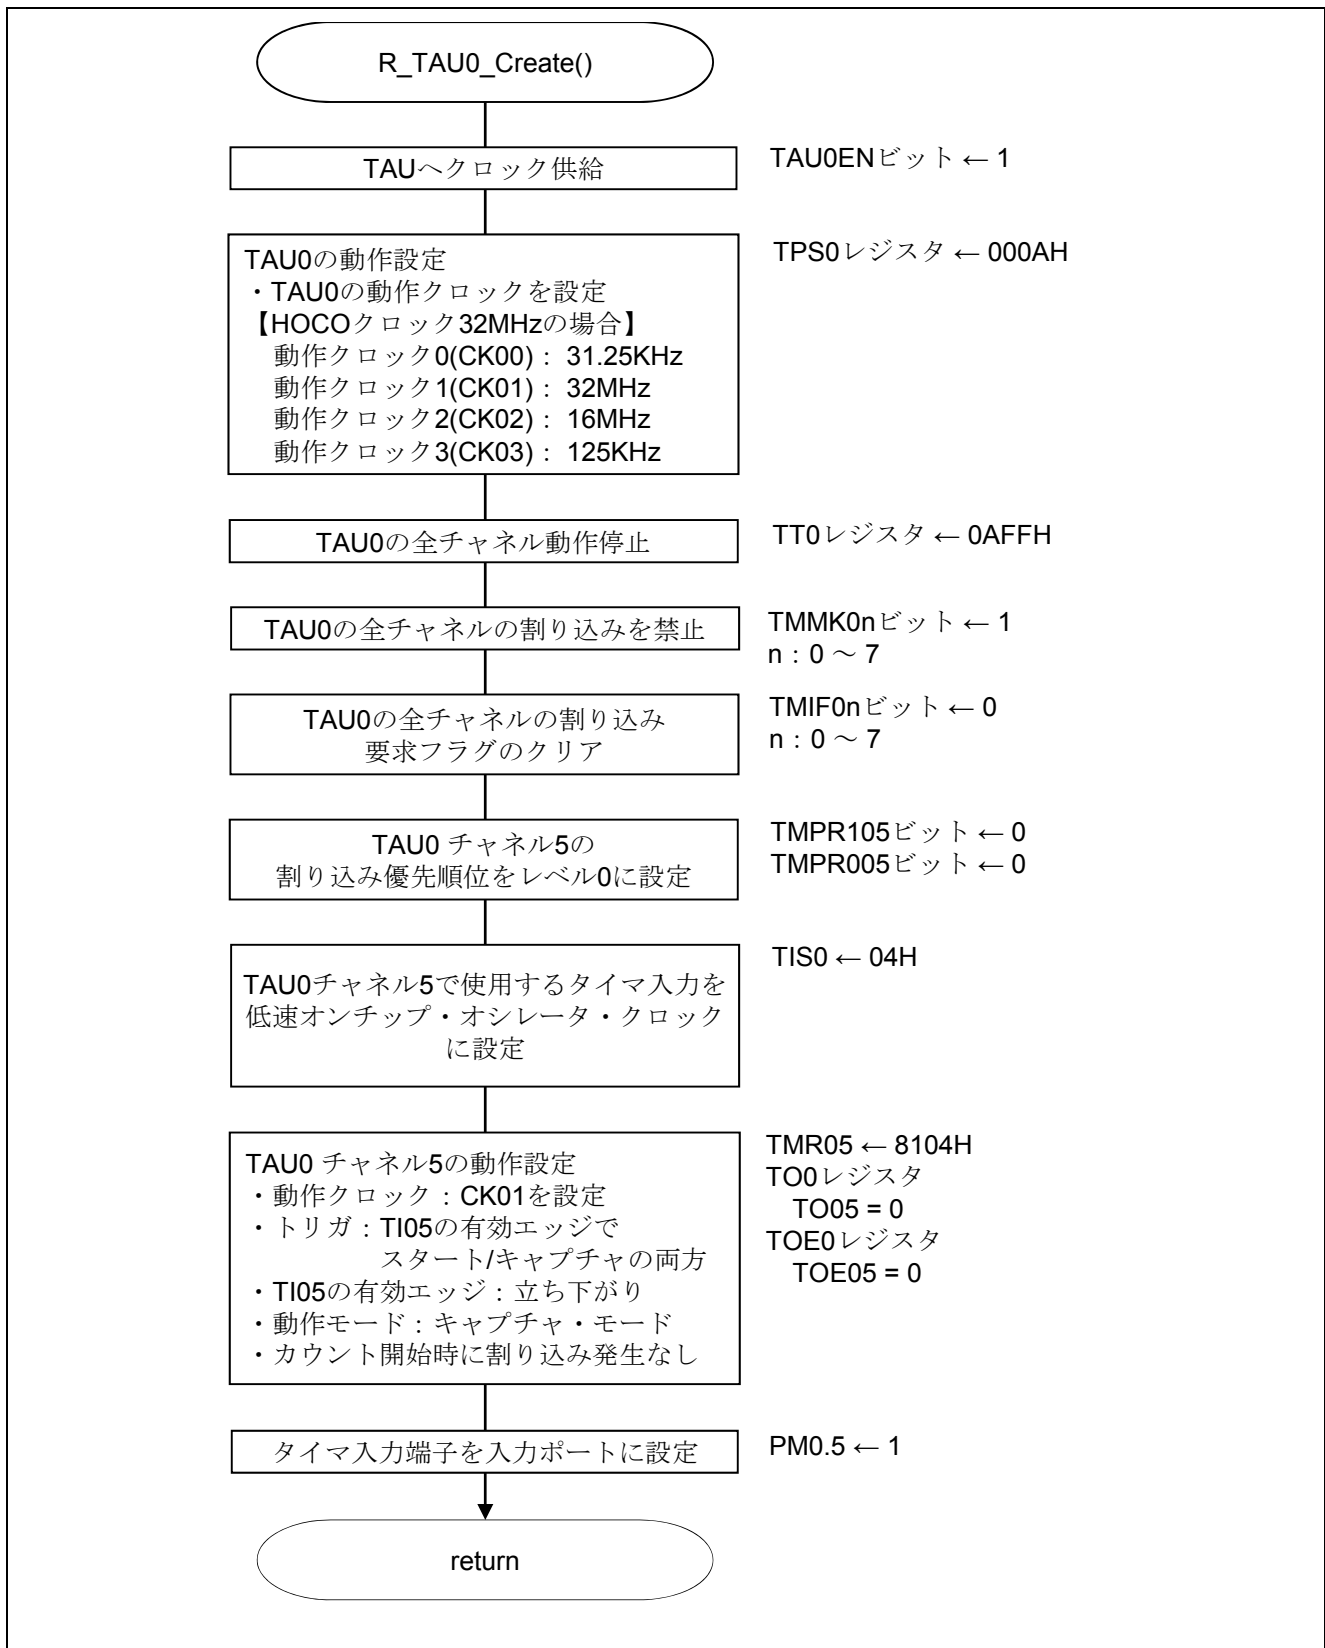 R_TAU0_Create()
TAUへクロック供給
TAU0ENビット ← 1
TAU0の動作設定
・TAU0の動作クロックを設定
【HOCOクロック32MHzの場合】
動作クロック0(CK00)： 31.25KHz
動作クロック1(CK01)： 32MHz
動作クロック2(CK02)： 16MHz
動作クロック3(CK03)： 125KHz
TPS0レジスタ ← 000AH
TAU0の全チャネル動作停止
TT0レジスタ ← 0AFFH
TAU0の全チャネルの割り込みを禁止
TMMK0nビット ← 1
n：0 ～ 7
TAU0の全チャネルの割り込み
要求フラグのクリア
TMIF0nビット ← 0
n：0 ～ 7
TAU0 チャネル5の
割り込み優先順位をレベル0に設定
TMPR105ビット ← 0
TMPR005ビット ← 0
TAU0チャネル5で使用するタイマ入力を
低速オンチップ・オシレータ・クロック
に設定
TIS0 ← 04H
TAU0 チャネル5の動作設定
・動作クロック：CK01を設定
・トリガ：TI05の有効エッジで
スタート/キャプチャの両方
・TI05の有効エッジ：立ち下がり
・動作モード：キャプチャ・モード
・カウント開始時に割り込み発生なし
TMR05 ← 8104H
TO0レジスタ
TO05 = 0
TOE0レジスタ
TOE05 = 0
タイマ入力端子を入力ポートに設定
PM0.5 ← 1
return